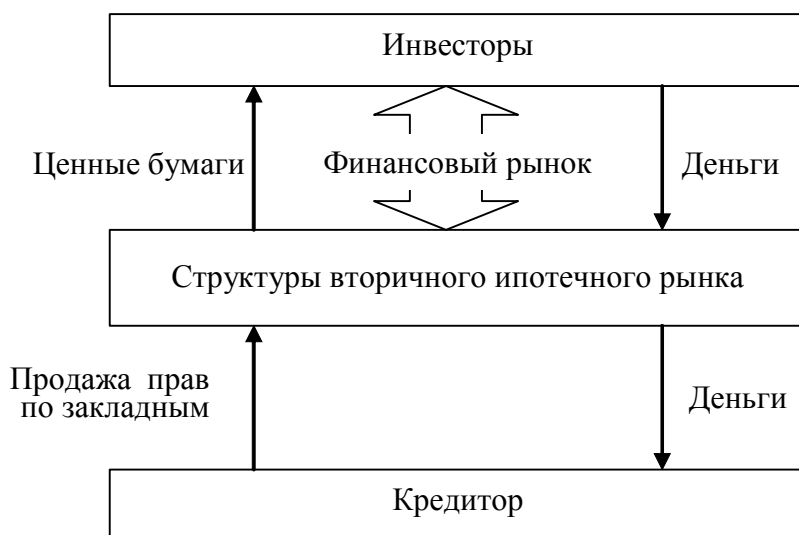 Инвесторы
Ценные бумаги
Финансовый рынок
Деньги
Структуры вторичного ипотечного рынка
Продажа прав
по закладным
Деньги
Кредитор